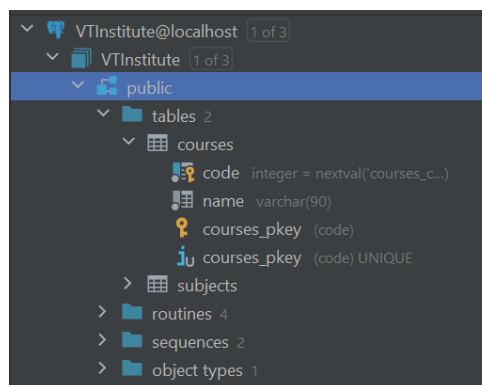 VTInstitute@localhost 1 of 3
VTInstitute 1 of 3
public
tables 2
courses
code integer = nextval('courses_c...)
name varchar(90)
courses_pkey (code)
courses_pkey (code) UNIQUE
subjects
routines 4
sequences 2
object types 1